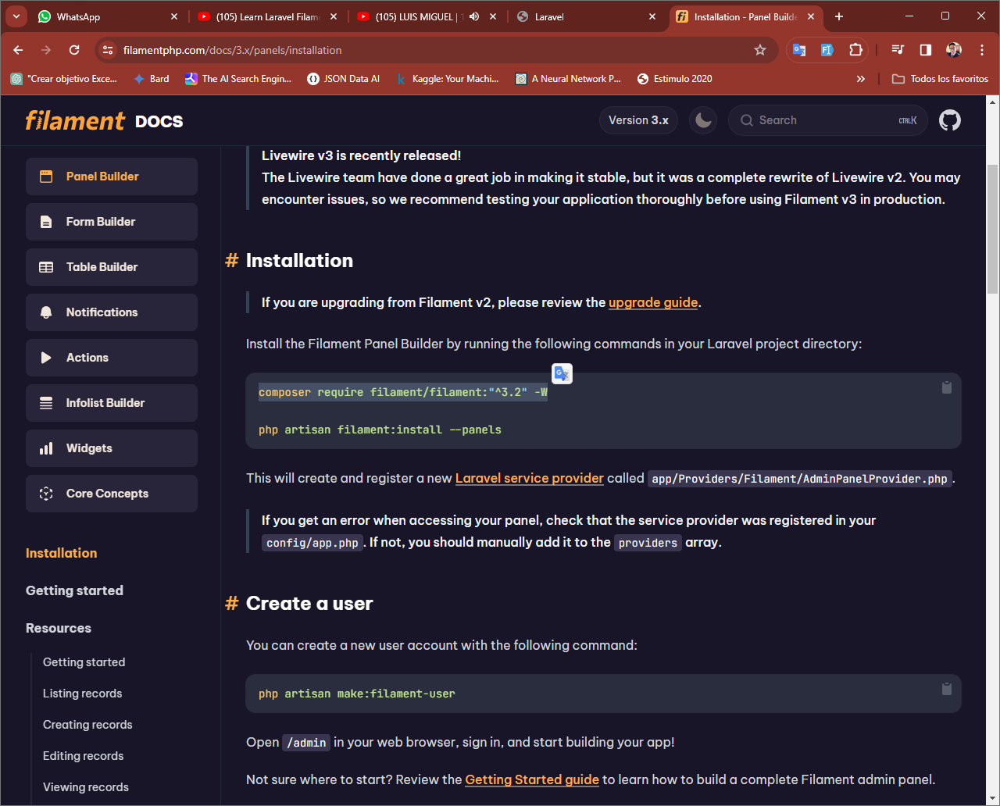 WhatsApp
(105) Learn Laravel Filam
(105) LUIS MIGUEL |
Laravel
Installation - Panel Builde
filamentphp.com/docs/3.x/panels/installation
"Crear objetivo Exce...
Bard
The AI Search Engin...
JSON Data AI
Kaggle: Your Machi...
A Neural Network P...
Estimulo 2020
»
Todos los favoritos
filament DOCS
Version 3.x
Search
CTRL K
Panel Builder
Form Builder
Table Builder
Notifications
Actions
Infolist Builder
Widgets
Core Concepts
Installation
Getting started
Resources
Getting started
Listing records
Creating records
Editing records
Viewing records
Livewire v3 is recently released!
The Livewire team have done a great job in making it stable, but it was a complete rewrite of Livewire v2. You may
encounter issues, so we recommend testing your application thoroughly before using Filament v3 in production.
# Installation
If you are upgrading from Filament v2, please review the upgrade guide.
Install the Filament Panel Builder by running the following commands in your Laravel project directory:
composer require filament/filament:"^3.2" -W
php artisan filament:install --panels
This will create and register a new Laravel service provider called app/Providers/Filament/AdminPanelProvider.php.
If you get an error when accessing your panel, check that the service provider was registered in your
config/app.php. If not, you should manually add it to the providers array.
# Create a user
You can create a new user account with the following command:
php artisan make:filament-user
Open /admin in your web browser, sign in, and start building your app!
Not sure where to start? Review the Getting Started guide to learn how to build a complete Filament admin panel.